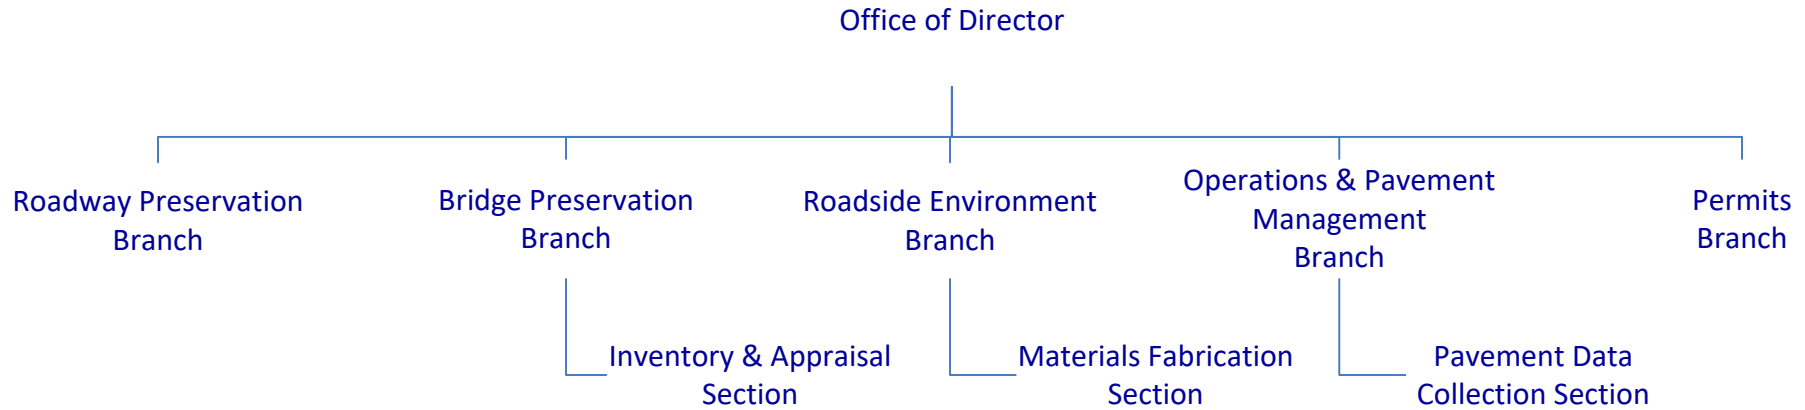 Office of Director
Roadway Preservation
Branch
Bridge Preservation
Branch
Roadside Environment
Branch
Operations & Pavement
Management
Branch
Permits
Branch
Inventory & Appraisal
Section
Materials Fabrication
Section
Pavement Data
Collection Section